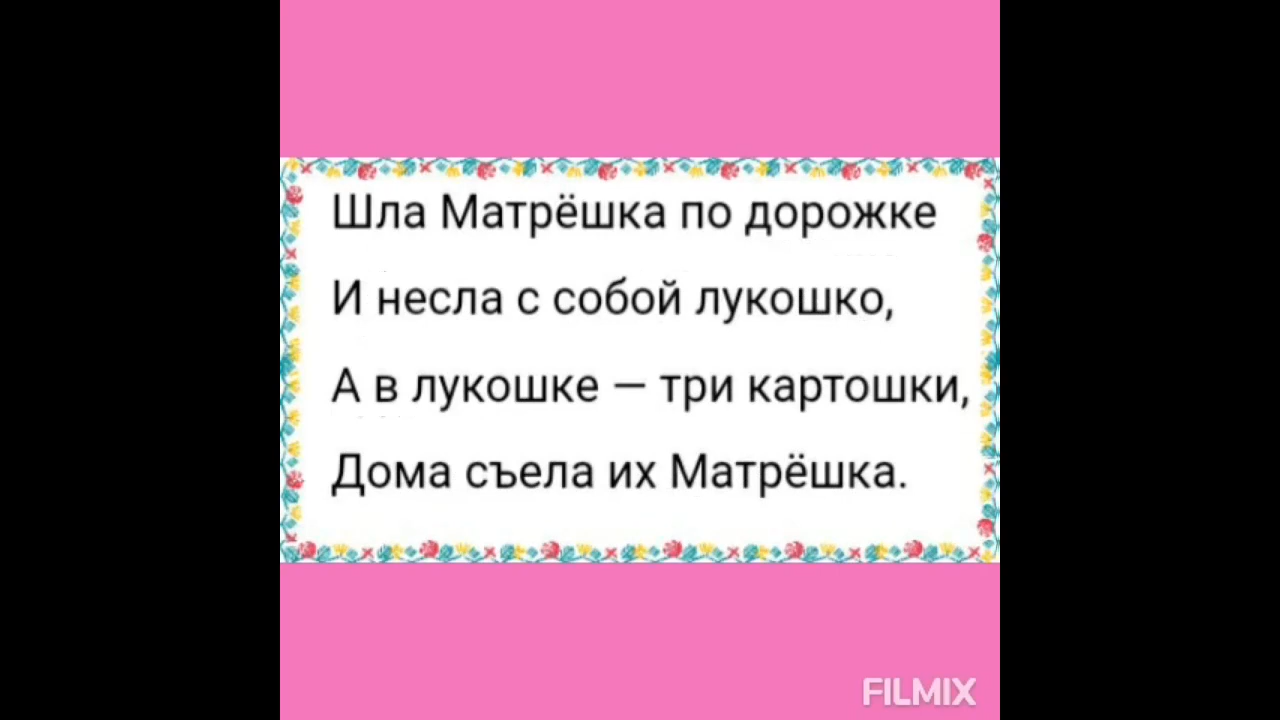 Шла Матрёшка по дорожке
И несла с собой лукошко,
А в лукошке — три картошки,
Дома съела их Матрёшка.
FILMIX